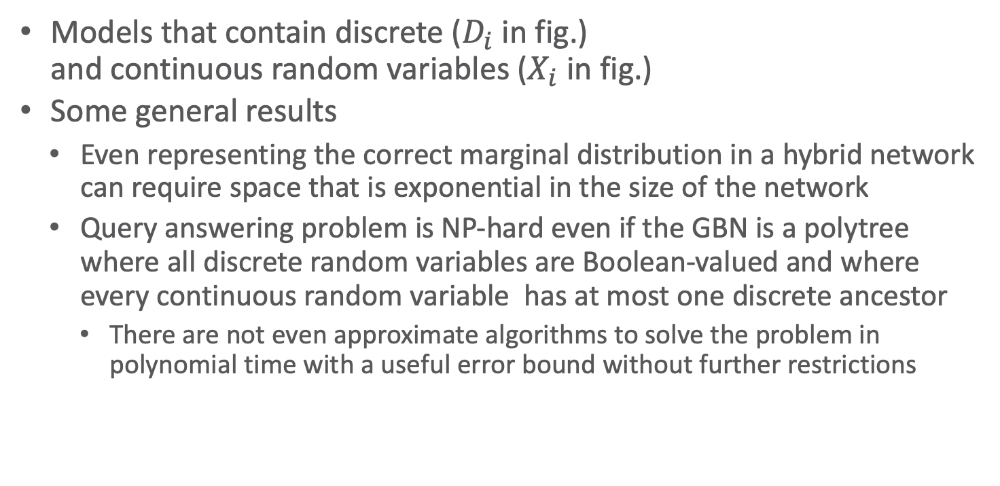 • Models that contain discrete (Dᵢ in fig.)
and continuous random variables (Xᵢ in fig.)
• Some general results
• Even representing the correct marginal distribution in a hybrid network
can require space that is exponential in the size of the network
• Query answering problem is NP-hard even if the GBN is a polytree
where all discrete random variables are Boolean-valued and where
every continuous random variable  has at most one discrete ancestor
• There are not even approximate algorithms to solve the problem in
polynomial time with a useful error bound without further restrictions